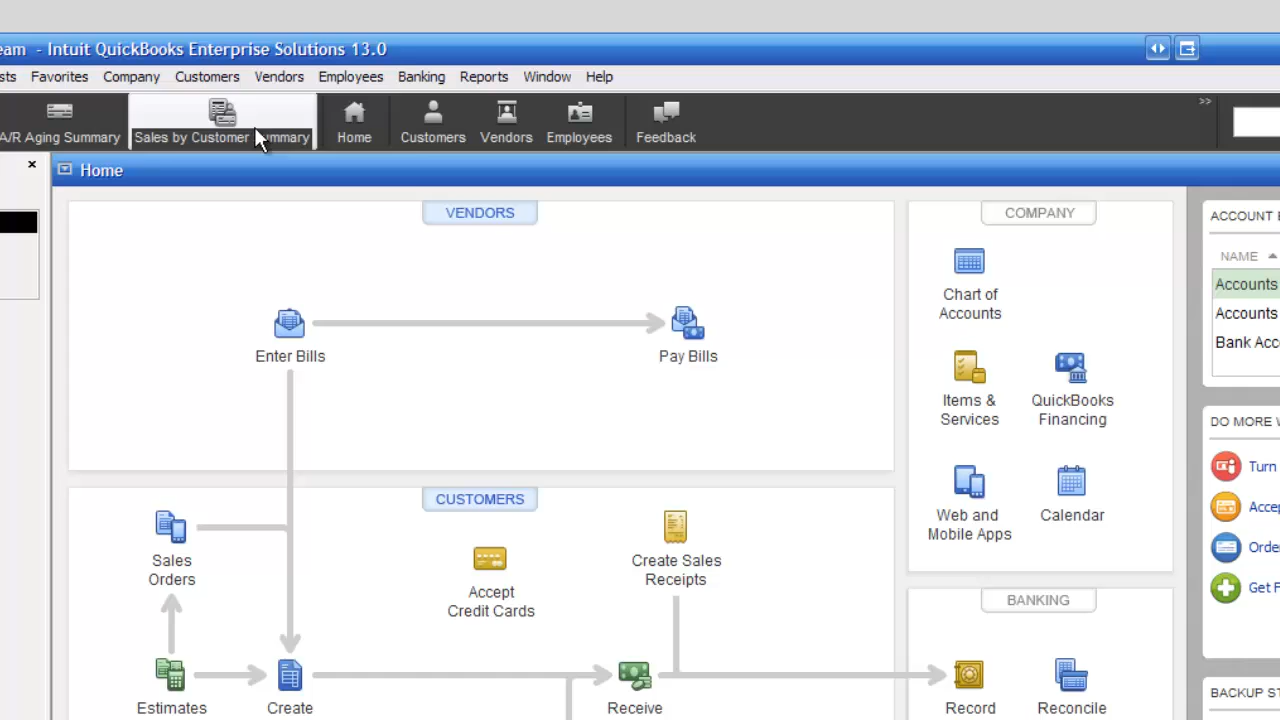 eam - Intuit QuickBooks Enterprise Solutions 13.0
sts Favorites Company Customers Vendors Employees Banking Reports Window Help
A/R Aging Summary Sales by Customer ummary Home Customers Vendors Employees Feedback
Home
VENDORS
Enter Bills
Pay Bills
CUSTOMERS
Sales
Orders
Accept
Credit Cards
Create Sales
Receipts
Estimates
Create
Receive
COMPANY
Chart of
Accounts
Items &
Services
QuickBooks
Financing
Web and
Mobile Apps
Calendar
BANKING
Record
Reconcile
ACCOUNT
NAME
Accounts
Accounts
Bank Acc
DO MORE
Turn
Accep
Orde
Get F
BACKUP ST